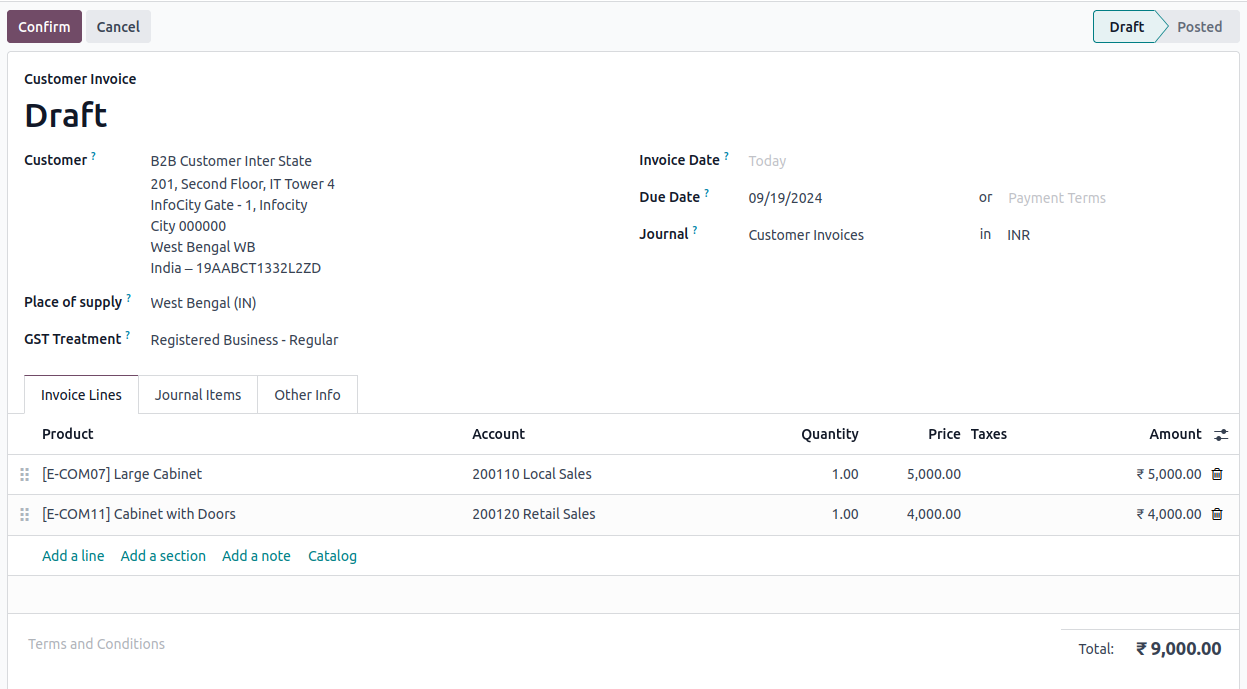 Confirm Cancel Draft Posted
Customer Invoice
Draft
Customer ? B2B Customer Inter State
201, Second Floor, IT Tower 4
InfoCity Gate - 1, Infocity
City 000000
West Bengal WB
India – 19AABCT1332L2ZD
Place of supply ? West Bengal (IN)
GST Treatment ? Registered Business - Regular
Invoice Date ? Today
Due Date ? 09/19/2024 or Payment Terms
Journal ? Customer Invoices in INR
Invoice Lines Journal Items Other Info
Product Account Quantity Price Taxes Amount
[E-COM07] Large Cabinet 200110 Local Sales 1.00 5,000.00 ₹ 5,000.00
[E-COM11] Cabinet with Doors 200120 Retail Sales 1.00 4,000.00 ₹ 4,000.00
Add a line Add a section Add a note Catalog
Terms and Conditions
Total: ₹ 9,000.00